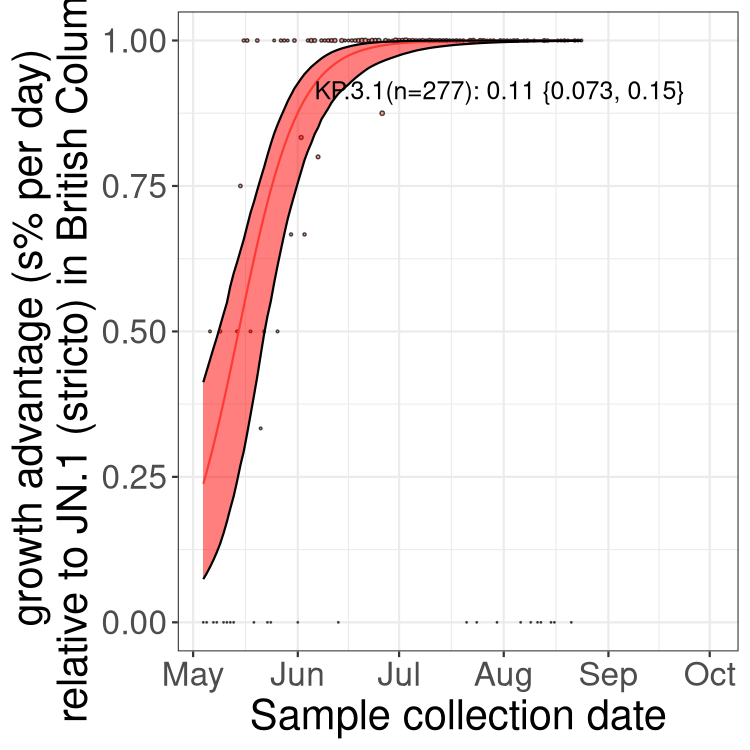 growth advantage (s% per day)
relative to JN.1 (stricto) in British Colum
1.00
0.75
0.50
0.25
0.00
KP.3.1(n=277): 0.11 {0.073, 0.15}
May Jun Jul Aug Sep Oct
Sample collection date